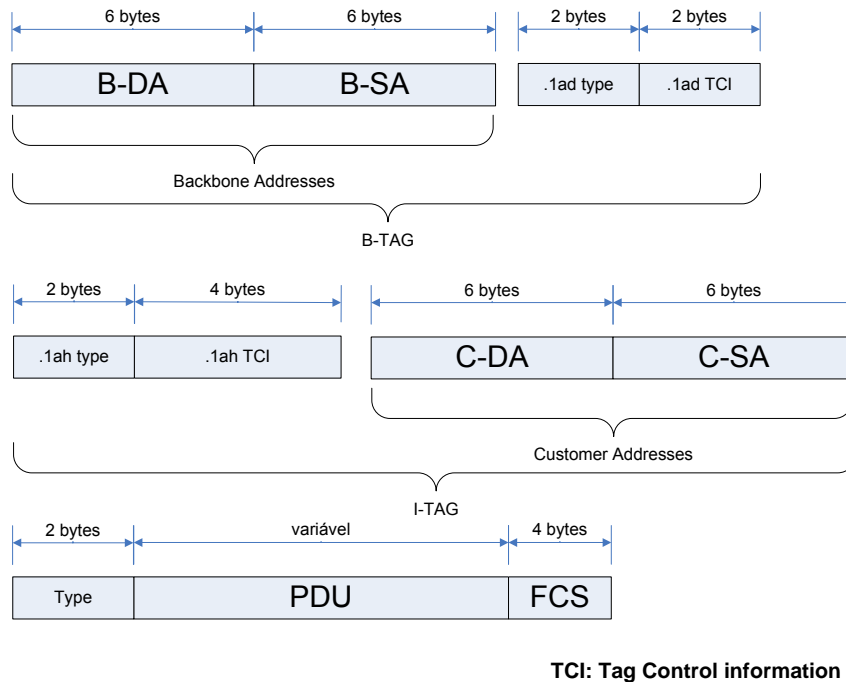 6 bytes 6 bytes 2 bytes 2 bytes
B-DA B-SA .1ad type .1ad TCI
Backbone Addresses
B-TAG
2 bytes 4 bytes 6 bytes 6 bytes
.1ah type .1ah TCI C-DA C-SA
Customer Addresses
I-TAG
2 bytes variável 4 bytes
Type PDU FCS
TCI: Tag Control information